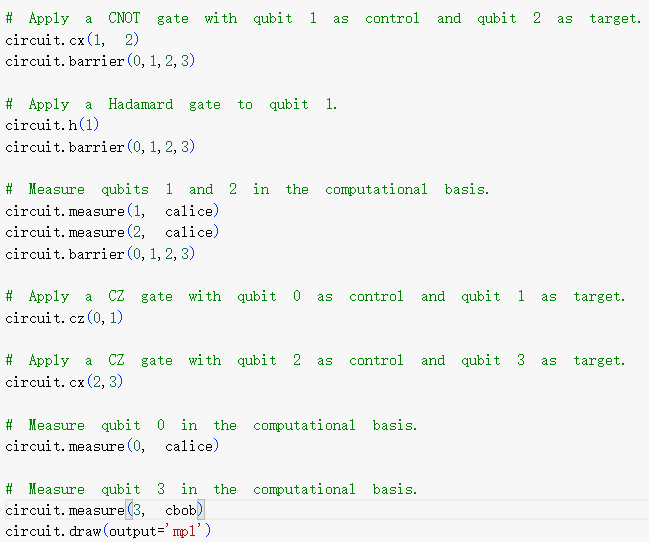 # Apply a CNOT gate with qubit 1 as control and qubit 2 as target.
circuit.cx(1, 2)
circuit.barrier(0,1,2,3)
# Apply a Hadamard gate to qubit 1.
circuit.h(1)
circuit.barrier(0,1,2,3)
# Measure qubits 1 and 2 in the computational basis.
circuit.measure(1, calice)
circuit.measure(2, calice)
circuit.barrier(0,1,2,3)
# Apply a CZ gate with qubit 0 as control and qubit 1 as target.
circuit.cz(0,1)
# Apply a CZ gate with qubit 2 as control and qubit 3 as target.
circuit.cx(2,3)
# Measure qubit 0 in the computational basis.
circuit.measure(0, calice)
# Measure qubit 3 in the computational basis.
circuit.measure(3, cbob)
circuit.draw(output='mpl')